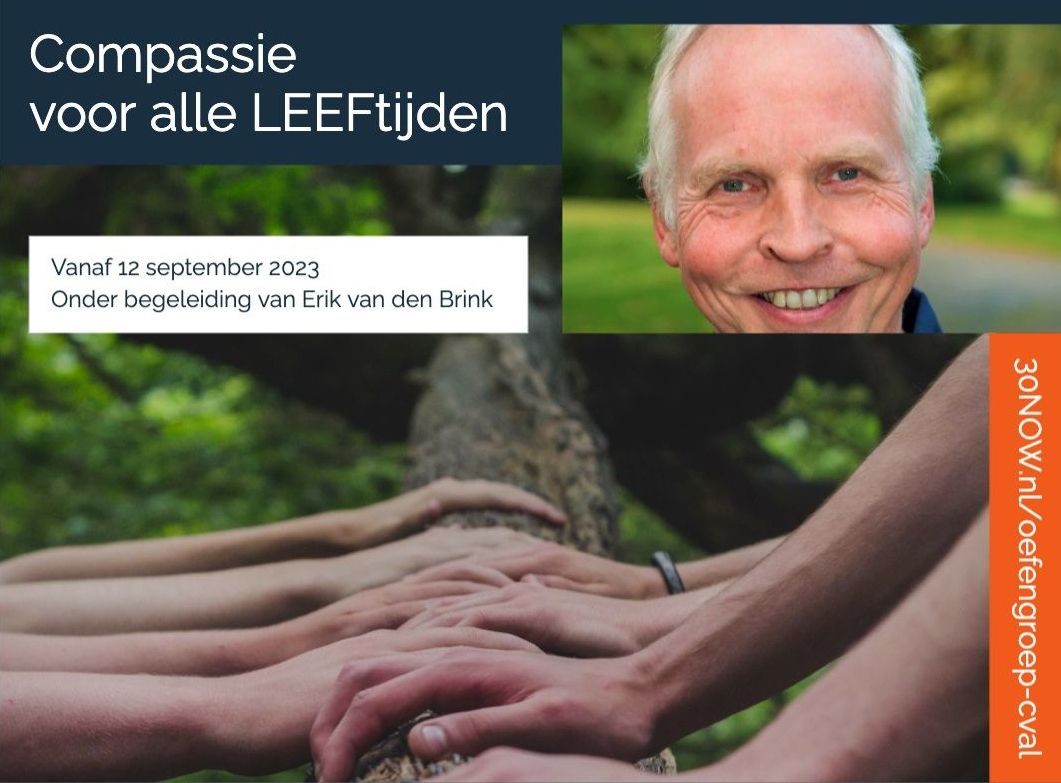 Compassie
voor alle LEEFtijden
Vanaf 12 september 2023
Onder begeleiding van Erik van den Brink
30NOW.nl/oefengroep-cval